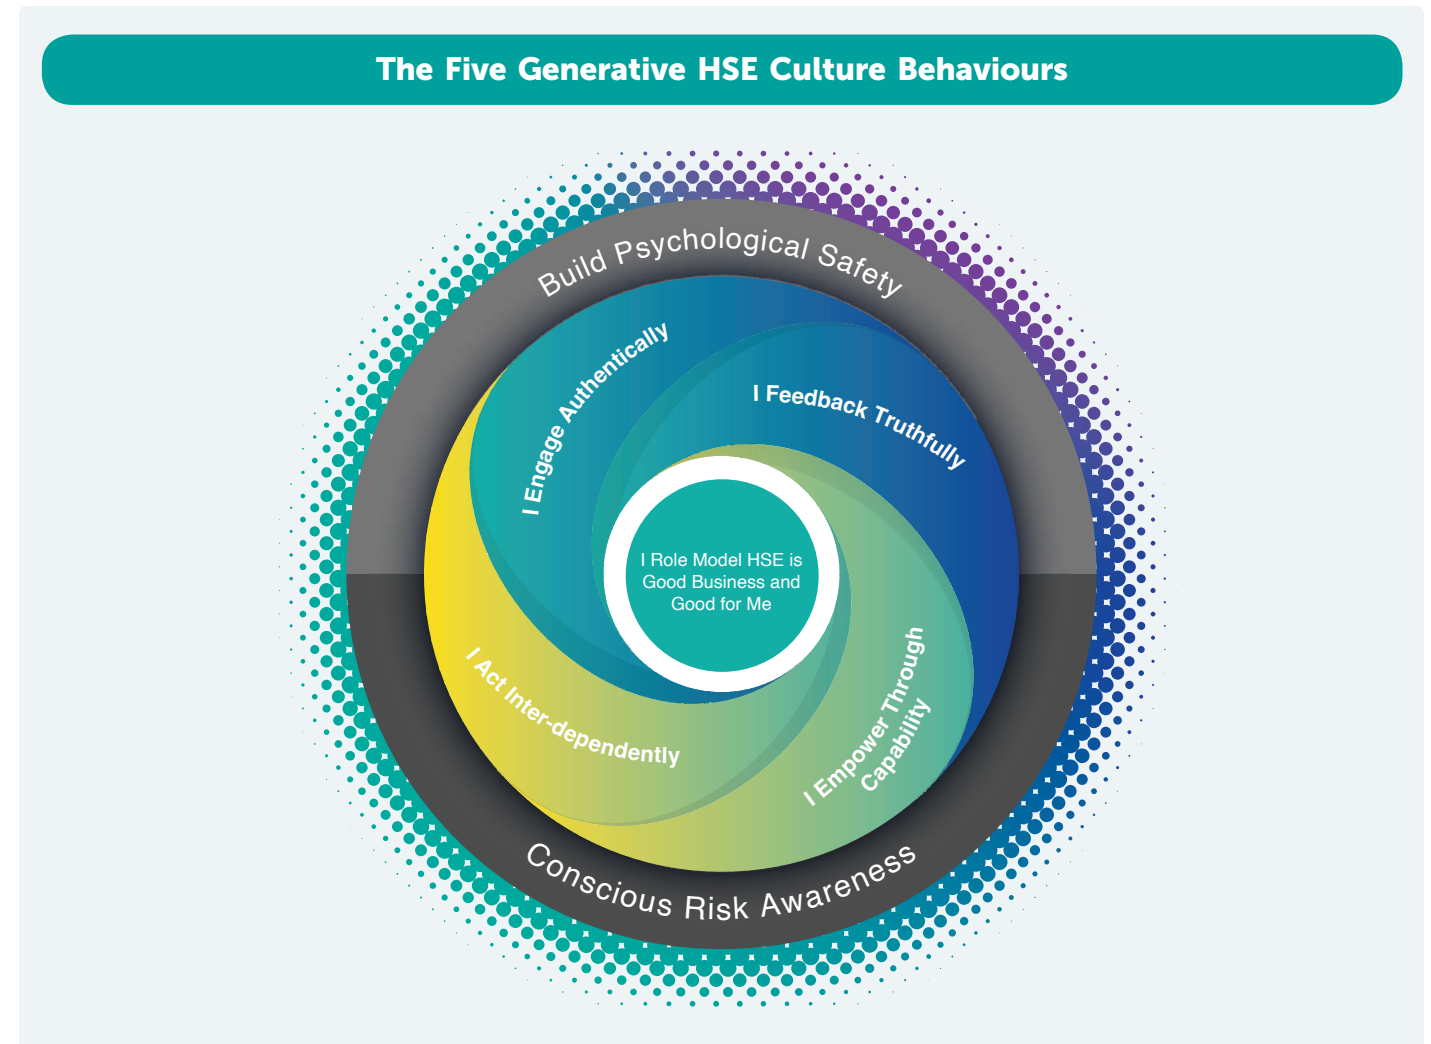 The Five Generative HSE Culture Behaviours
Build Psychological Safety
I Engage Authentically
I Feedback Truthfully
I Role Model HSE is
Good Business and
Good for Me
I Act Inter-dependently
I Empower Through
Capability
Conscious Risk Awareness